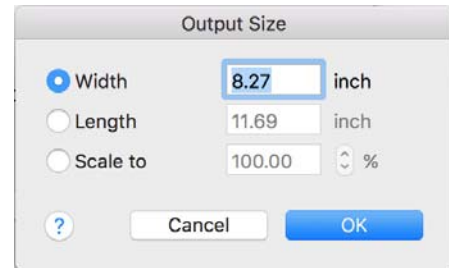 Output Size
Width 8.27 inch
Length 11.69 inch
Scale to 100.00 %
? Cancel OK